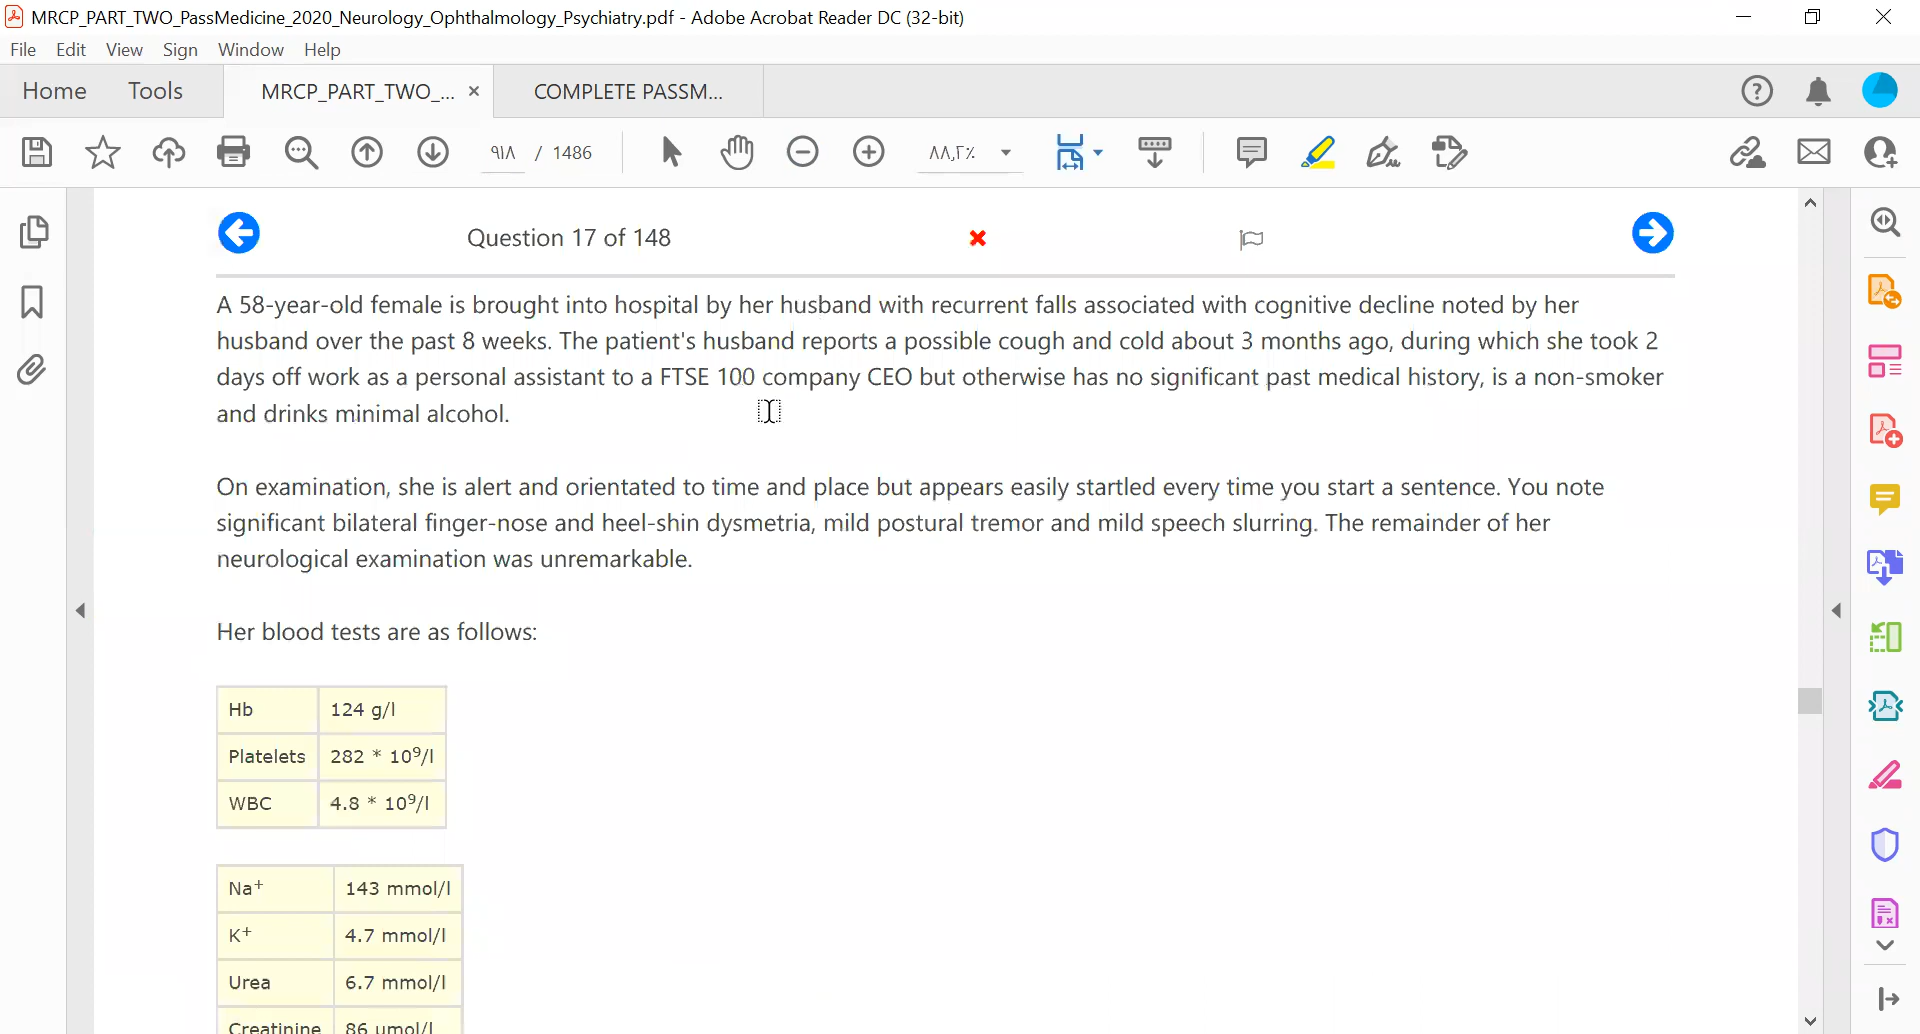 MRCP_PART_TWO_PassMedicine_2020_Neurology_Ophthalmology_Psychiatry.pdf - Adobe Acrobat Reader DC (32-bit)
File Edit View Sign Window Help
Home Tools MRCP_PART_TWO_... × COMPLETE PASSM...
٩١٨ / 1486 ٨٨,٢٪
Question 17 of 148
A 58-year-old female is brought into hospital by her husband with recurrent falls associated with cognitive decline noted by her
husband over the past 8 weeks. The patient's husband reports a possible cough and cold about 3 months ago, during which she took 2
days off work as a personal assistant to a FTSE 100 company CEO but otherwise has no significant past medical history, is a non-smoker
and drinks minimal alcohol.
On examination, she is alert and orientated to time and place but appears easily startled every time you start a sentence. You note
significant bilateral finger-nose and heel-shin dysmetria, mild postural tremor and mild speech slurring. The remainder of her
neurological examination was unremarkable.
Her blood tests are as follows:
Hb 124 g/l
Platelets 282 * 10⁹/l
WBC 4.8 * 10⁹/l
Na⁺ 143 mmol/l
K⁺ 4.7 mmol/l
Urea 6.7 mmol/l
Creatinine 86 umol/l